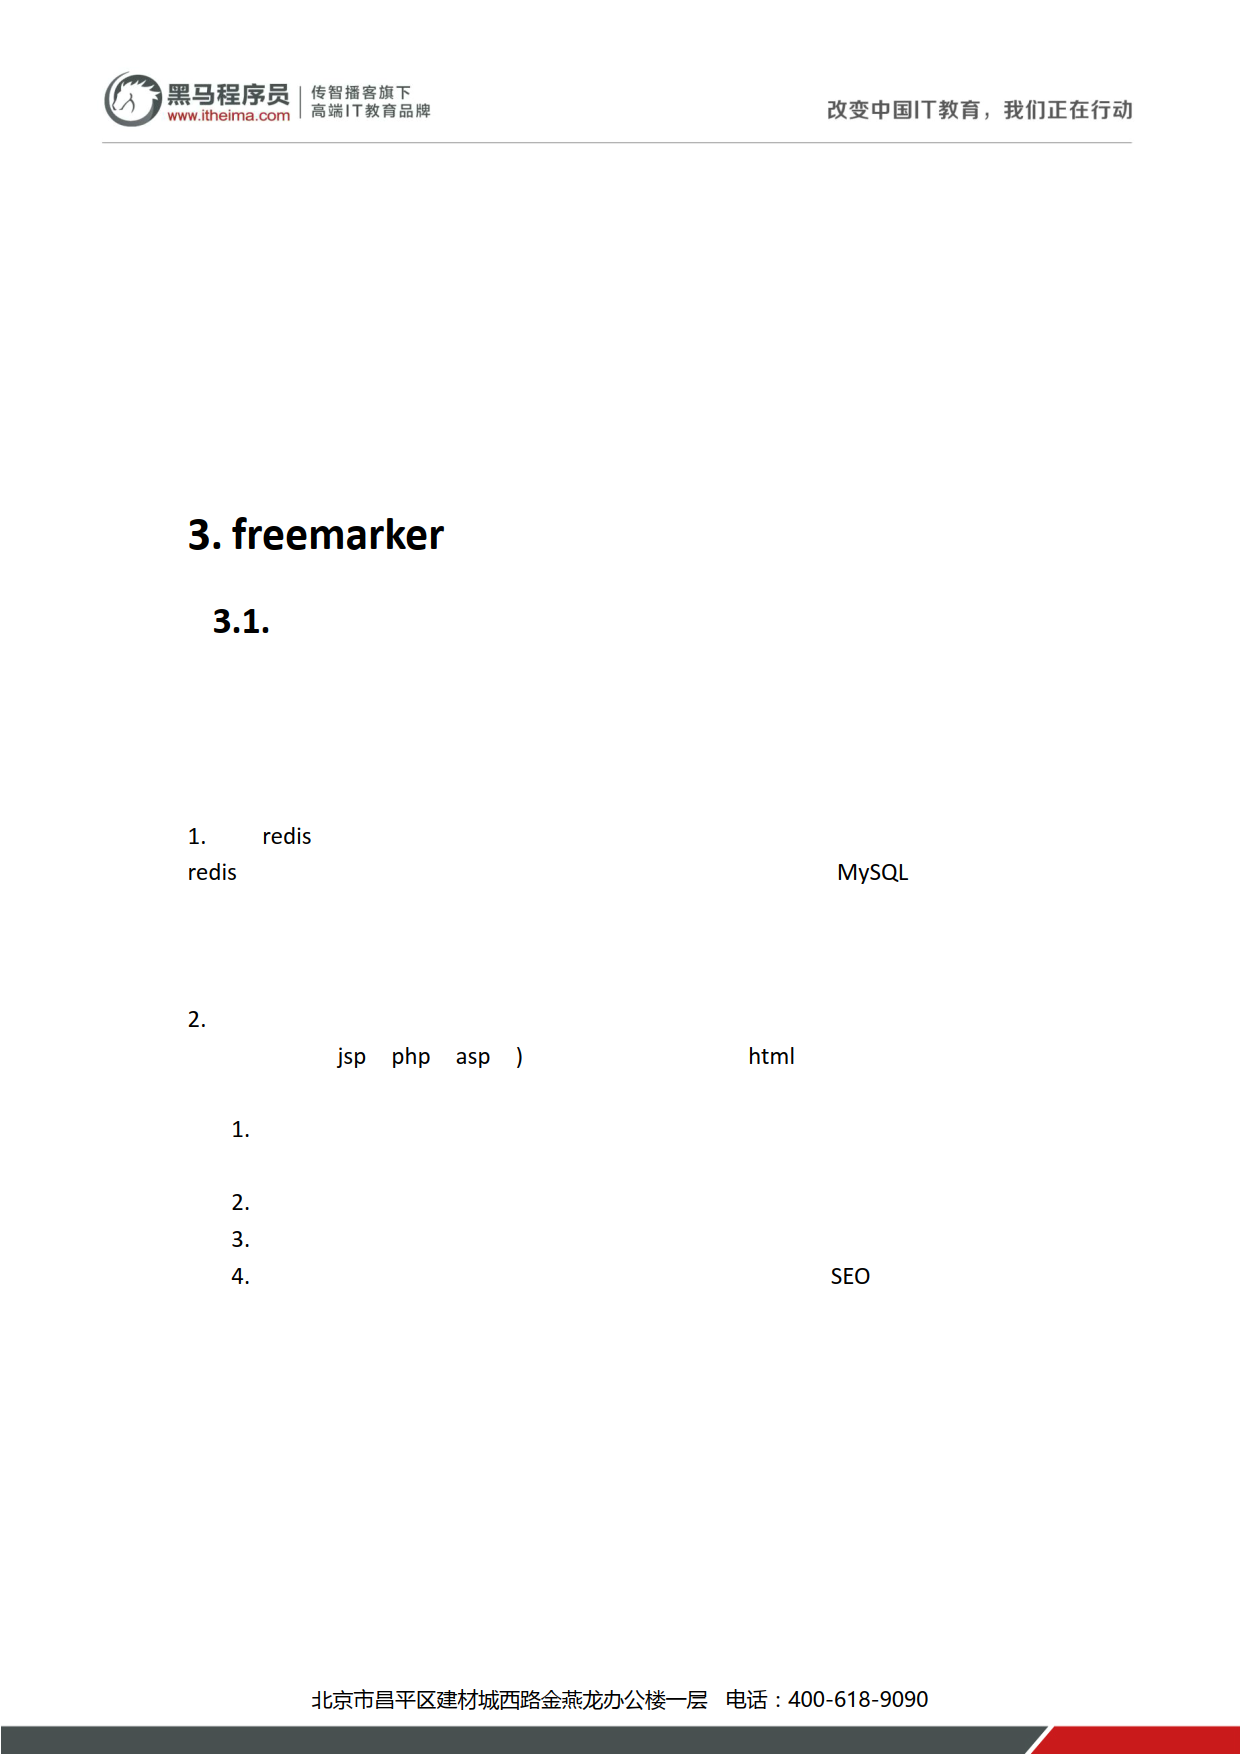 黑马程序员
www.itheima.com
传智播客旗下
高端IT教育品牌
改变中国IT教育，我们正在行动
3. freemarker
3.1.
1. redis
redis MySQL
2.
jsp php asp ) html
1.
2.
3.
4. SEO
北京市昌平区建材城西路金燕龙办公楼一层 电话：400-618-9090